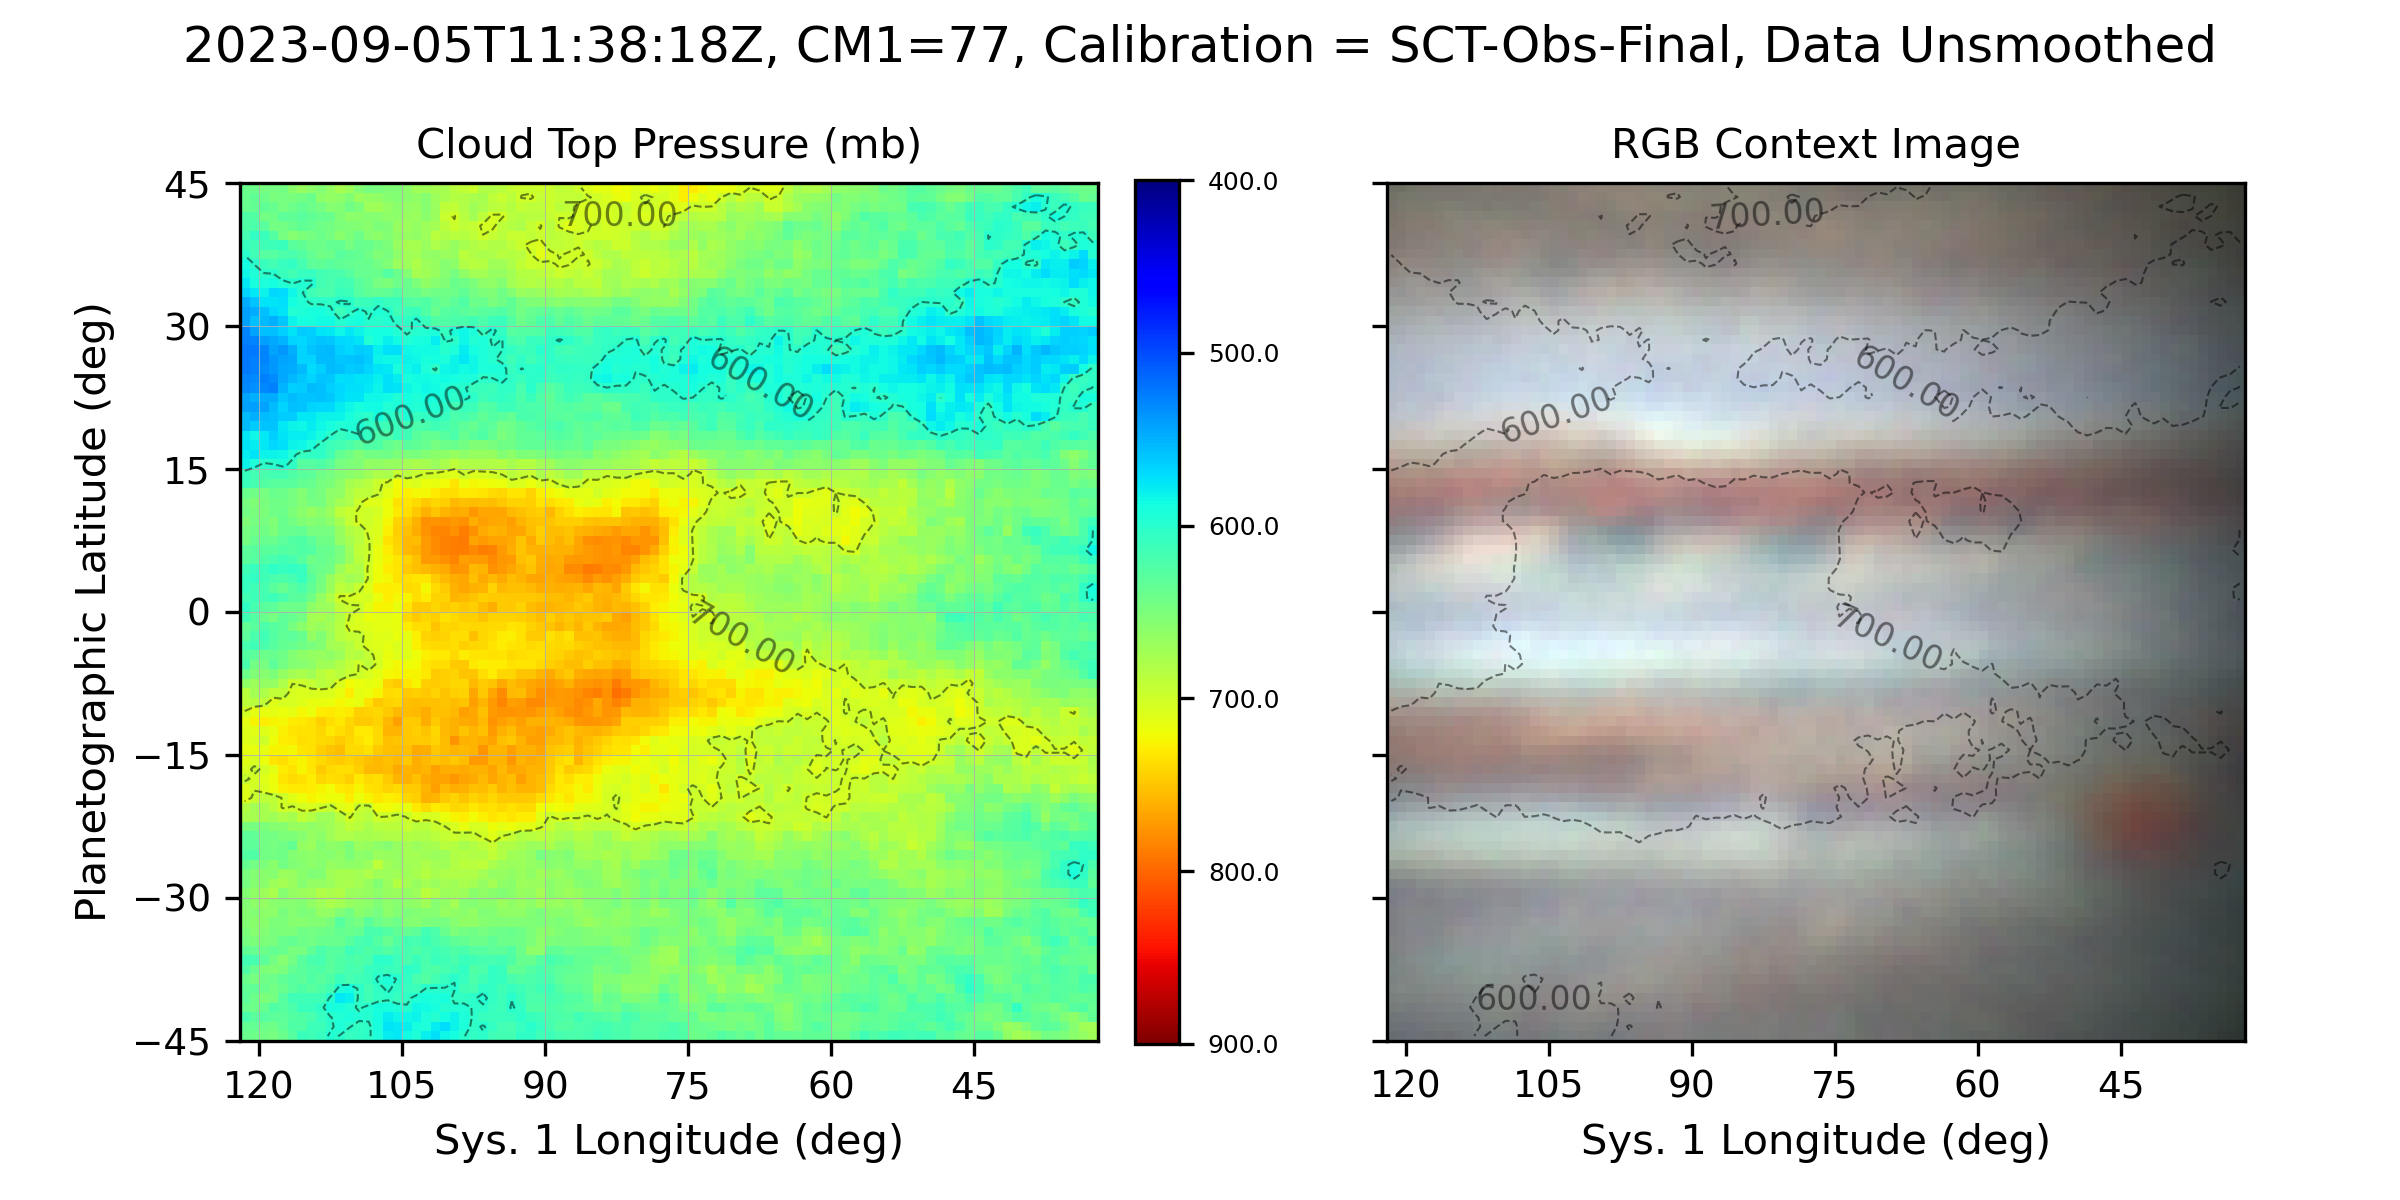 2023-09-05T11:38:18Z, CM1=77, Calibration = SCT-Obs-Final, Data Unsmoothed
Cloud Top Pressure (mb)
RGB Context Image
Planetographic Latitude (deg)
45
30
15
0
−15
−30
−45
700.00
600.00
600.00
700.00
120 105 90 75 60 45
Sys. 1 Longitude (deg)
400.0
500.0
600.0
700.0
800.0
900.0
700.00
600.00
600.00
700.00
600.00
120 105 90 75 60 45
Sys. 1 Longitude (deg)